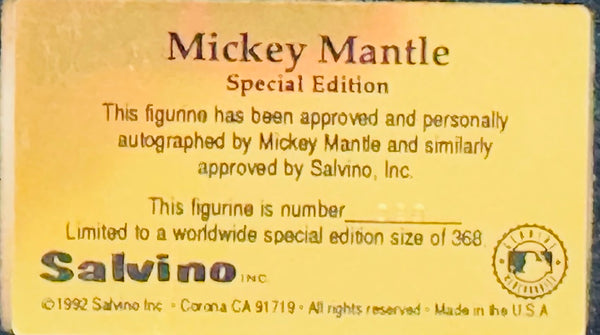 Mickey Mantle
Special Edition
This figurine has been approved and personally
autographed by Mickey Mantle and similarly
approved by Salvino, Inc.
This figurine is number
Limited to a worldwide special edition size of 368
Salvino INC.
GENUINE MEMORABILIA
©1992 Salvino Inc • Corona CA 91719 • All rights reserved • Made in the U S A